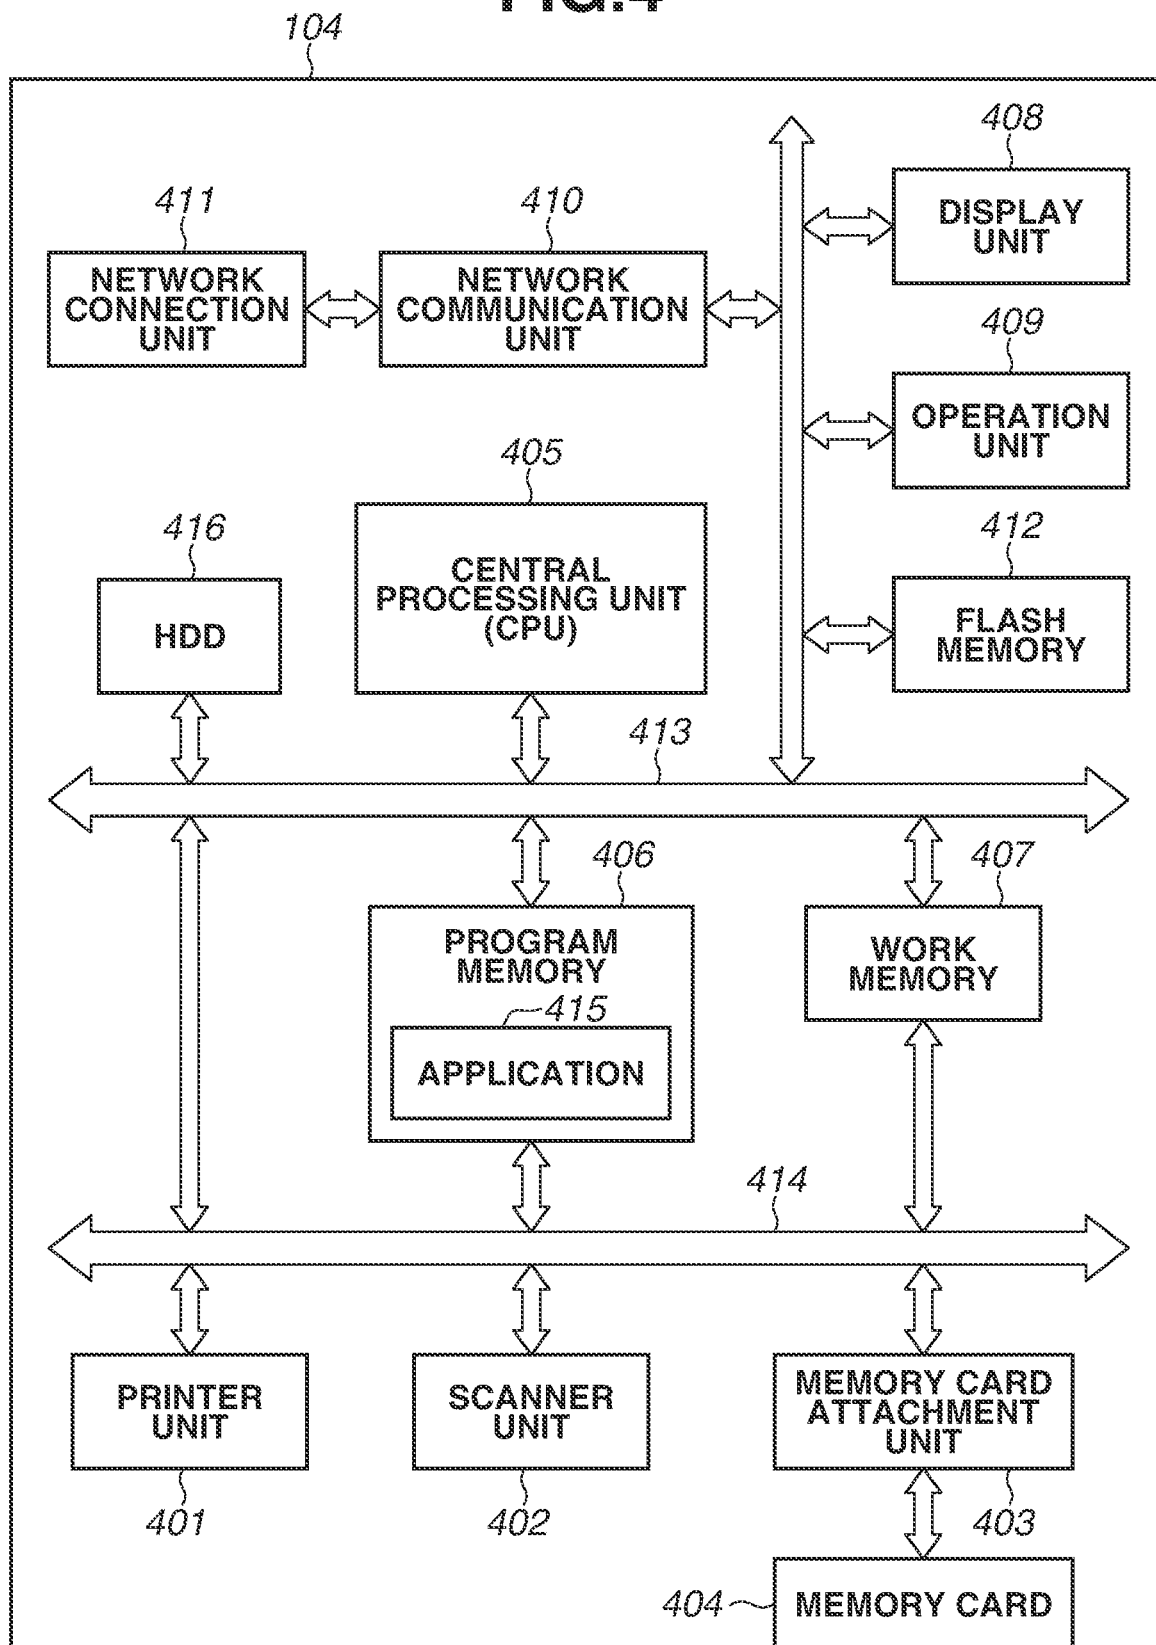 FIG.4
104
408
DISPLAY
UNIT
411
NETWORK
CONNECTION
UNIT
410
NETWORK
COMMUNICATION
UNIT
409
OPERATION
UNIT
405
CENTRAL
PROCESSING UNIT
(CPU)
416
HDD
412
FLASH
MEMORY
413
406
PROGRAM
MEMORY
415
APPLICATION
407
WORK
MEMORY
414
PRINTER
UNIT
401
SCANNER
UNIT
402
MEMORY CARD
ATTACHMENT
UNIT
403
404
MEMORY CARD